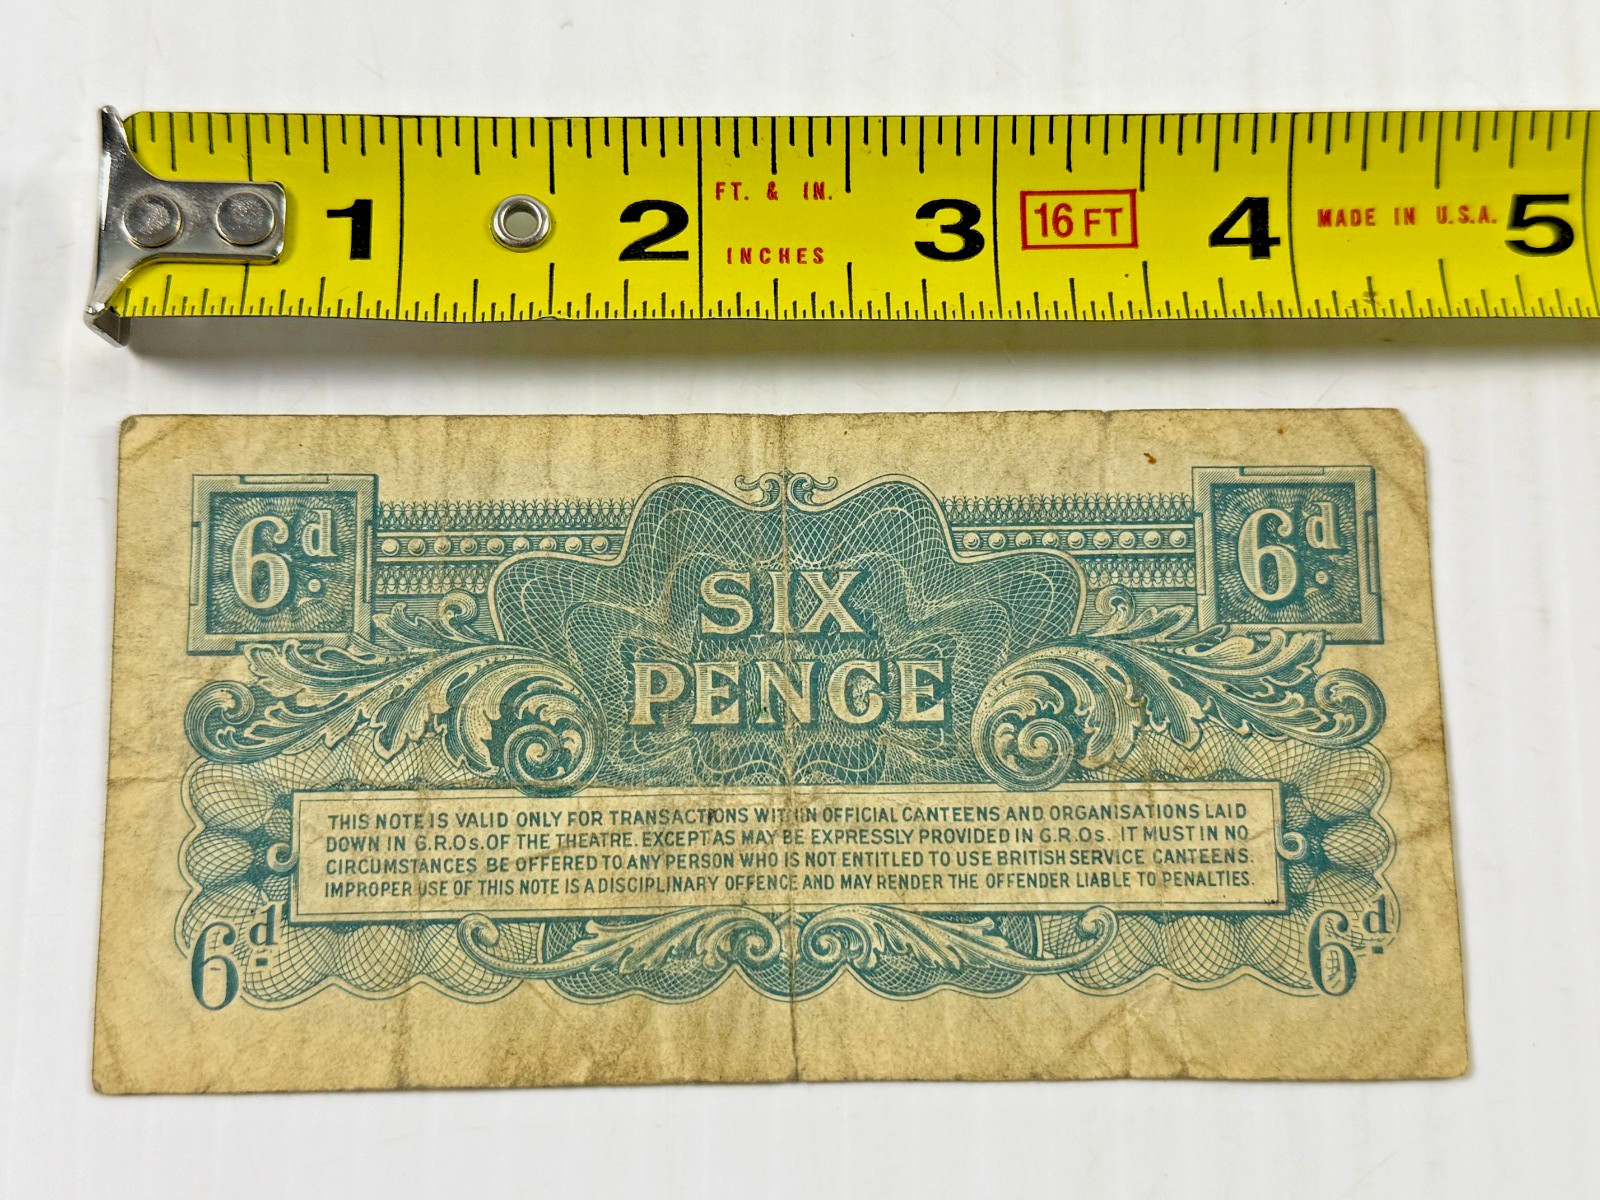 FT. & IN.
1 2 3 16 FT 4 MADE IN U.S.A. 5
INCHES
6d. 6d.
SIX
PENCE
THIS NOTE IS VALID ONLY FOR TRANSACTIONS WITHIN OFFICIAL CANTEENS AND ORGANISATIONS LAID
DOWN IN G.R.Os. OF THE THEATRE. EXCEPT AS MAY BE EXPRESSLY PROVIDED IN G.R.Os. IT MUST IN NO
CIRCUMSTANCES BE OFFERED TO ANY PERSON WHO IS NOT ENTITLED TO USE BRITISH SERVICE CANTEENS.
IMPROPER USE OF THIS NOTE IS A DISCIPLINARY OFFENCE AND MAY RENDER THE OFFENDER LIABLE TO PENALTIES.
6d. 6d.